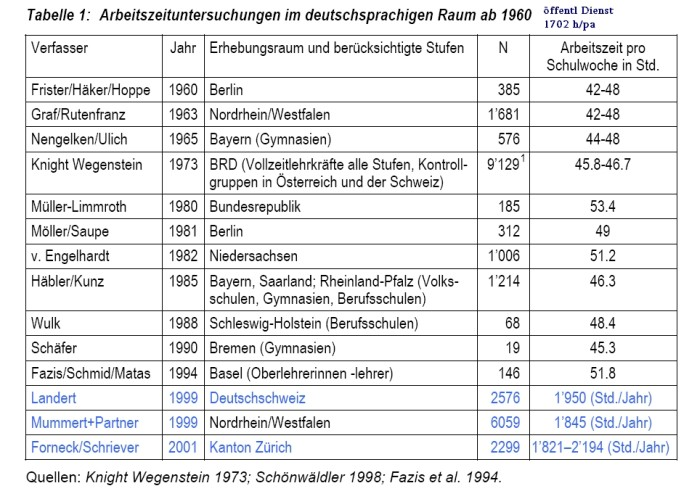 Tabelle 1: Arbeitszeituntersuchungen im deutschsprachigen Raum ab 1960
öffentl Dienst
1702 h/pa
Verfasser Jahr Erhebungsraum und berücksichtigte Stufen N Arbeitszeit pro
Schulwoche in Std.
Frister/Häker/Hoppe 1960 Berlin 385 42-48
Graf/Rutenfranz 1963 Nordrhein/Westfalen 1'681 42-48
Nengelken/Ulich 1965 Bayern (Gymnasien) 576 44-48
Knight Wegenstein 1973 BRD (Vollzeitlehrkräfte alle Stufen, Kontroll- 9'129¹ 45.8-46.7
gruppen in Österreich und der Schweiz)
Müller-Limmroth 1980 Bundesrepublik 185 53.4
Möller/Saupe 1981 Berlin 312 49
v. Engelhardt 1982 Niedersachsen 1'006 51.2
Häbler/Kunz 1985 Bayern, Saarland; Rheinland-Pfalz (Volks- 1'214 46.3
schulen, Gymnasien, Berufsschulen)
Wulk 1988 Schleswig-Holstein (Berufsschulen) 68 48.4
Schäfer 1990 Bremen (Gymnasien) 19 45.3
Fazis/Schmid/Matas 1994 Basel (Oberlehrerinnen -lehrer) 146 51.8
Landert 1999 Deutschschweiz 2576 1'950 (Std./Jahr)
Mummert+Partner 1999 Nordrhein/Westfalen 6059 1'845 (Std./Jahr)
Forneck/Schriever 2001 Kanton Zürich 2299 1'821–2'194 (Std./Jahr)
Quellen: Knight Wegenstein 1973; Schönwäldler 1998; Fazis et al. 1994.